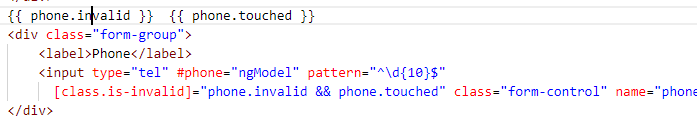 {{ phone.invalid }}  {{ phone.touched }}
<div class="form-group">
    <label>Phone</label>
    <input type="tel" #phone="ngModel" pattern="^\d{10}$"
      [class.is-invalid]="phone.invalid && phone.touched" class="form-control" name="phone
</div>